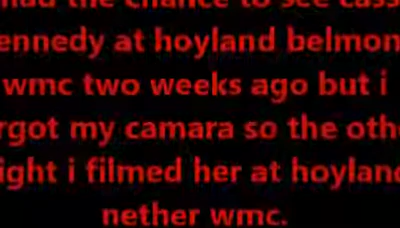 had the chance to see cass
ennedy at hoyland belmon
wmc two weeks ago but i
rgot my camara so the oth
ight i filmed her at hoyland
nether wmc.